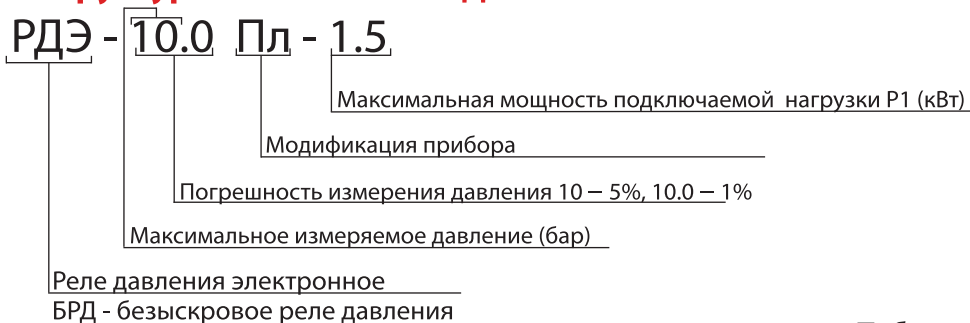 РДЭ - 10.0 Пл - 1.5
Максимальная мощность подключаемой нагрузки P1 (кВт)
Модификация прибора
Погрешность измерения давления 10 – 5%, 10.0 – 1%
Максимальное измеряемое давление (бар)
Реле давления электронное
БРД - безыскровое реле давления